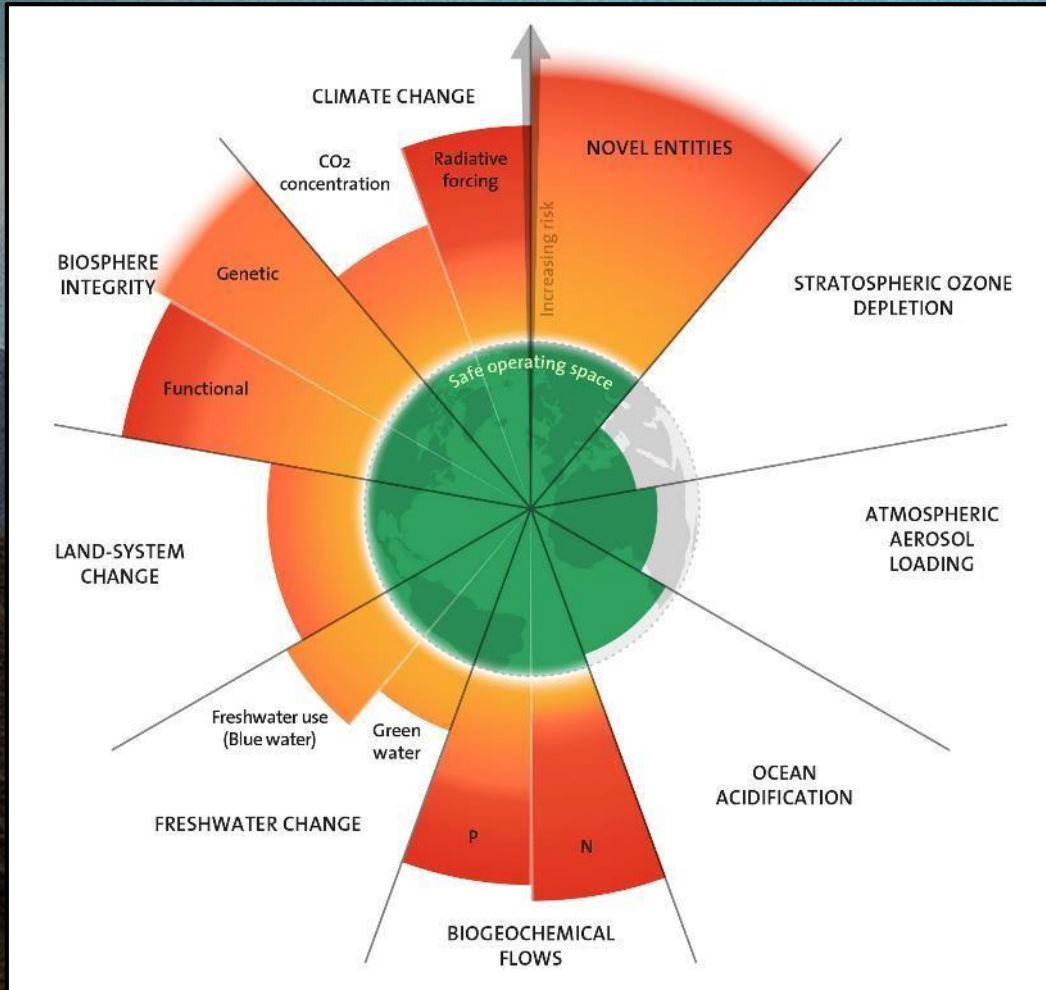 CLIMATE CHANGE
CO2
concentration
Radiative
forcing
NOVEL ENTITIES
Increasing risk
STRATOSPHERIC OZONE
DEPLETION
BIOSPHERE
INTEGRITY
Genetic
Functional
Safe operating space
ATMOSPHERIC
AEROSOL
LOADING
LAND-SYSTEM
CHANGE
Freshwater use
(Blue water)
Green
water
FRESHWATER CHANGE
OCEAN
ACIDIFICATION
P
N
BIOGEOCHEMICAL
FLOWS